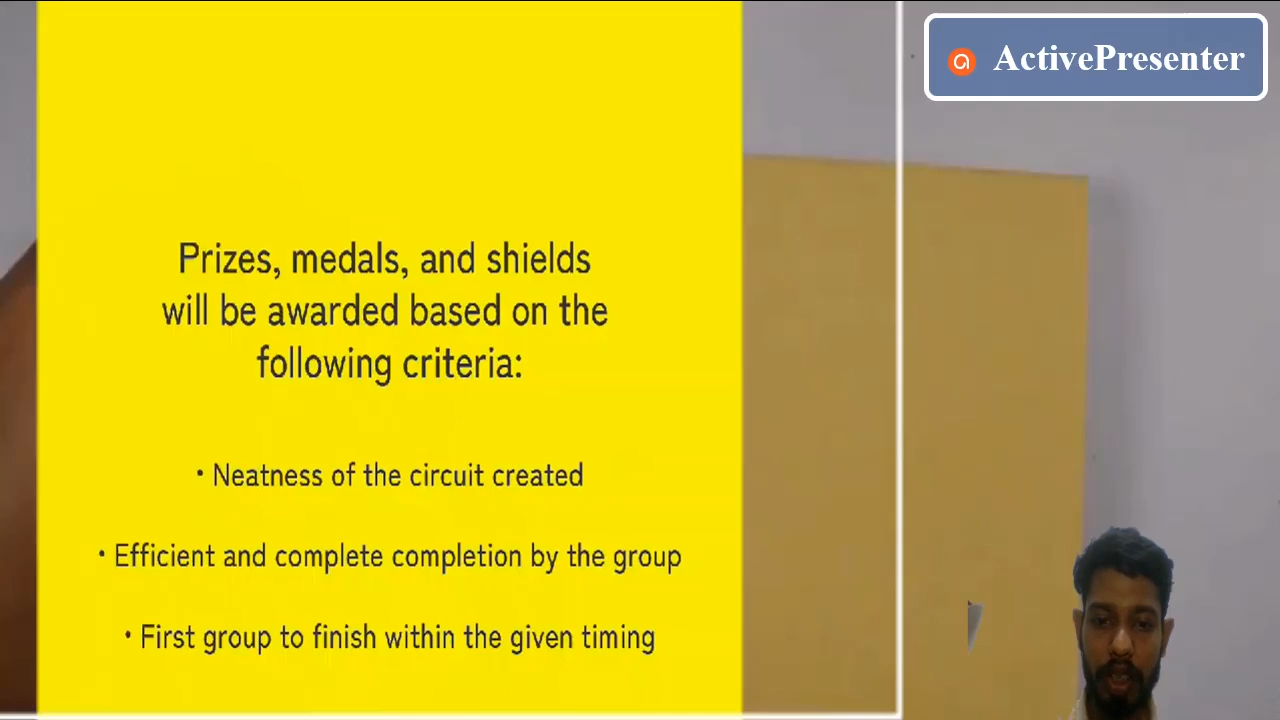 ActivePresenter
Prizes, medals, and shields
will be awarded based on the
following criteria:
• Neatness of the circuit created
• Efficient and complete completion by the group
• First group to finish within the given timing